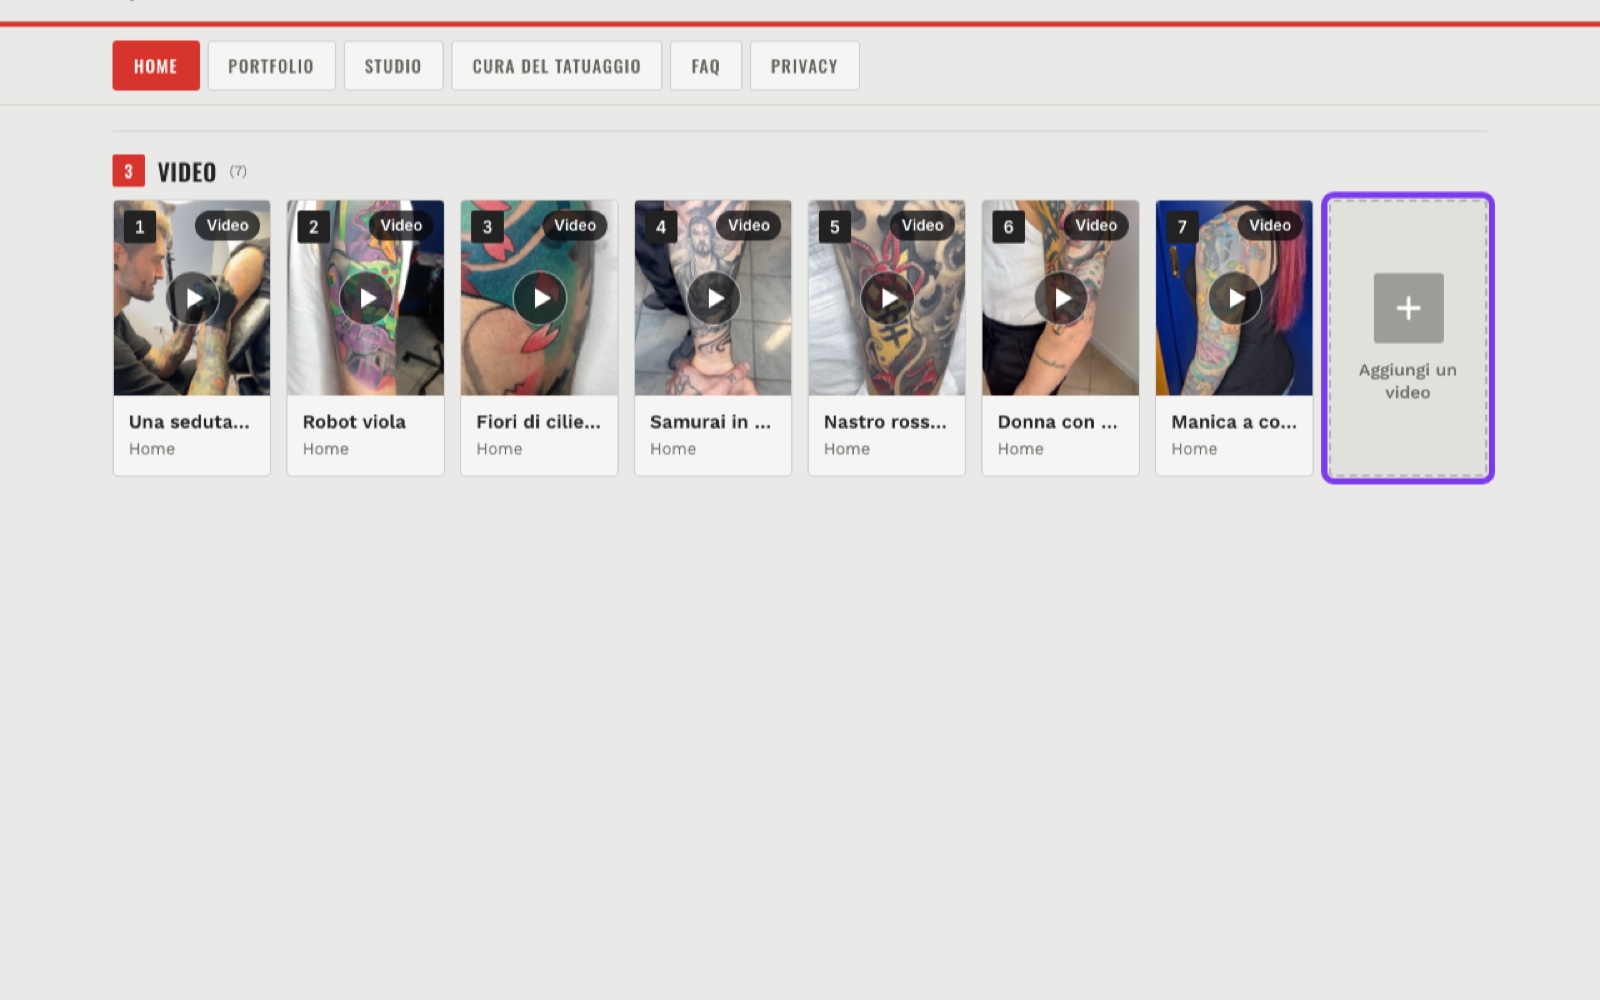 HOME PORTFOLIO STUDIO CURA DEL TATUAGGIO FAQ PRIVACY
3 VIDEO (7)
1 Video
2 Video
3 Video
4 Video
5 Video
6 Video
7 Video
Una seduta...
Home
Robot viola
Home
Fiori di cilie...
Home
Samurai in ...
Home
Nastro ross...
Home
Donna con ...
Home
Manica a co...
Home
+
Aggiungi un
video